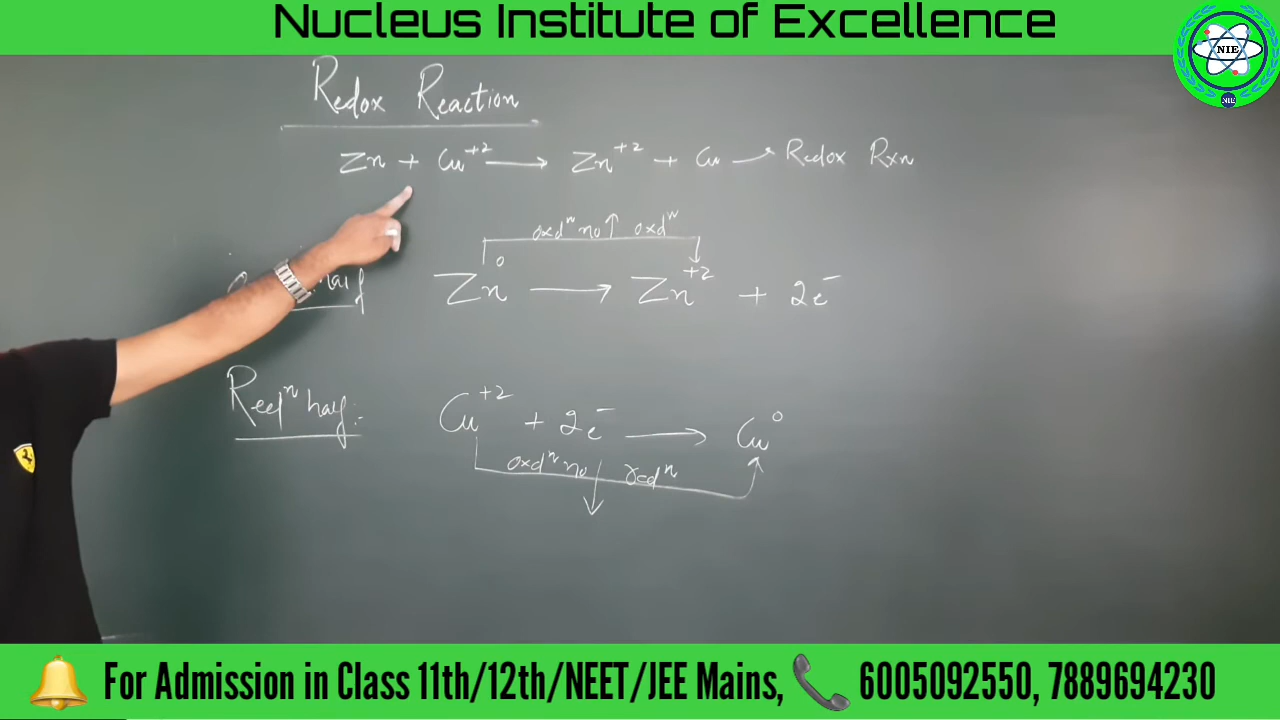 Nucleus Institute of Excellence
NIE
NIE
Redox Reaction
Zn + Cu⁺² ⟶ Zn⁺² + Cu → Redox Rxn
oxdⁿ no ↑ oxdⁿ
half
Zn⁰ ⟶ Zn⁺² + 2e⁻
Redⁿ half:-
Cu⁺² + 2e⁻ ⟶ Cu⁰
oxdⁿ no ↓ redⁿ
For Admission in Class 11th/12th/NEET/JEE Mains, 6005092550, 7889694230